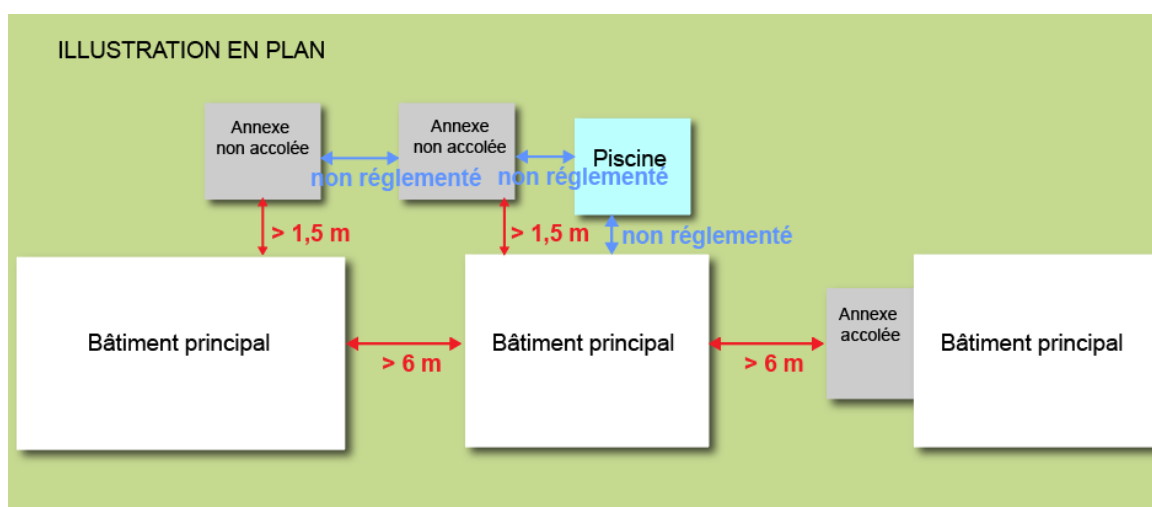 ILLUSTRATION EN PLAN
Annexe
non accolée
Annexe
non accolée
Piscine
non réglementé
non réglementé
> 1,5 m
> 1,5 m
non réglementé
Bâtiment principal
> 6 m
Bâtiment principal
> 6 m
Annexe
accolée
Bâtiment principal